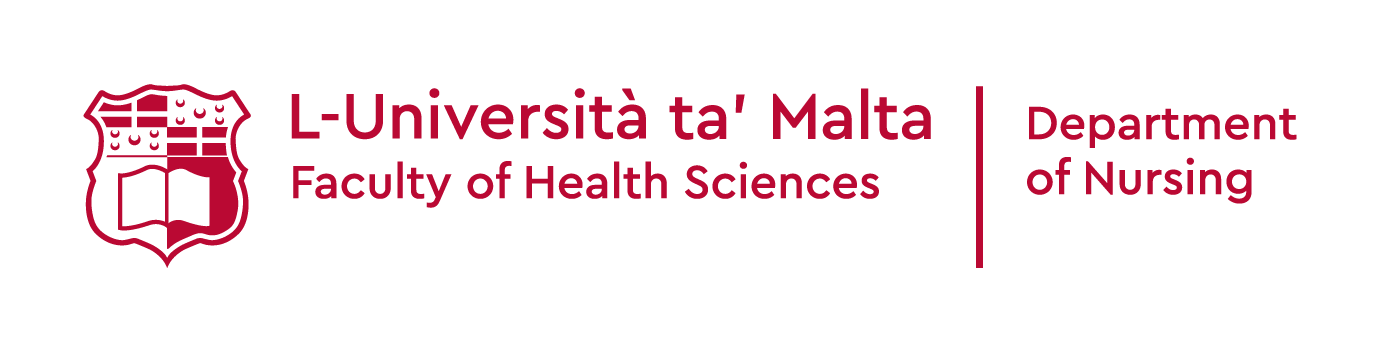 L-Università ta' Malta
Faculty of Health Sciences
Department
of Nursing